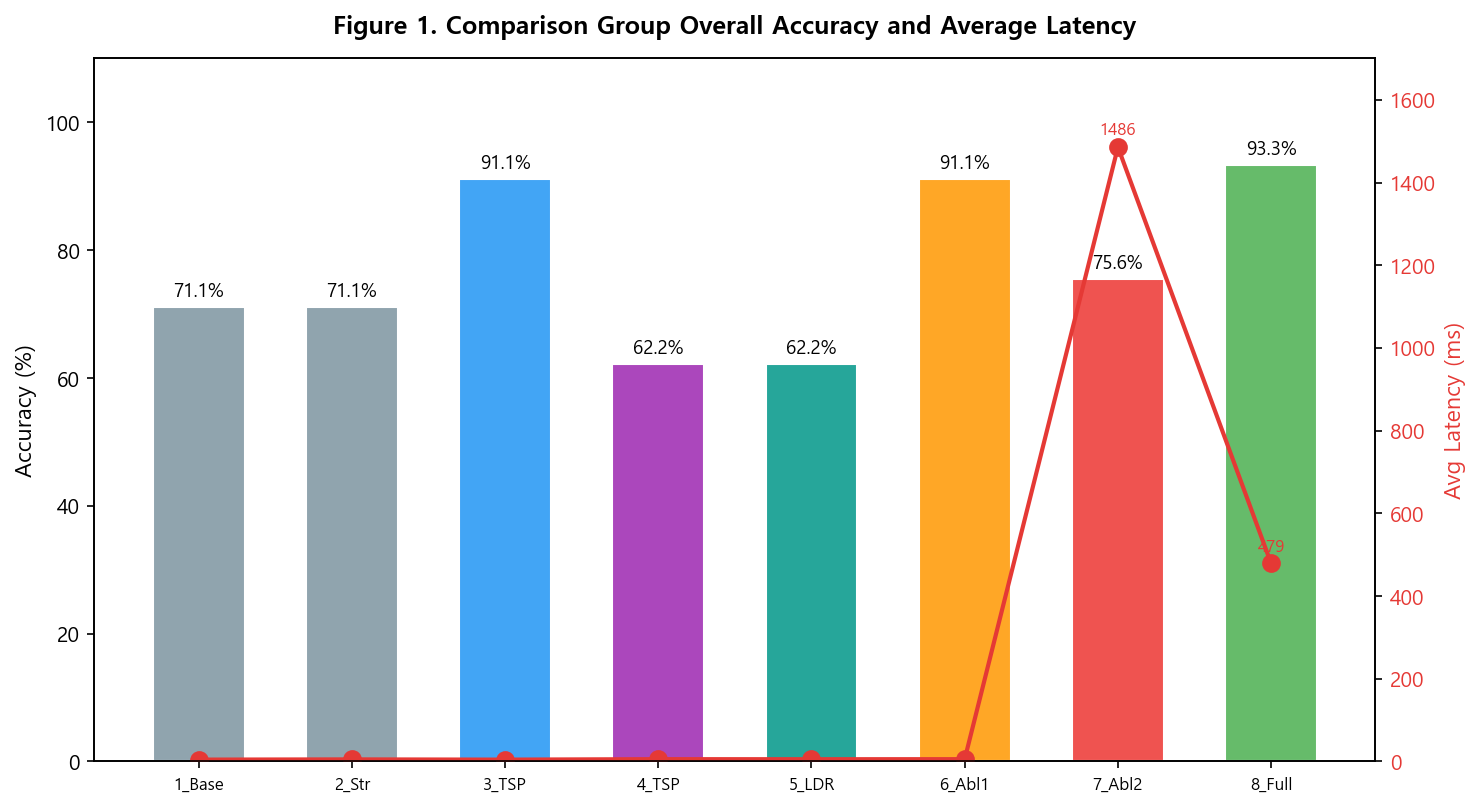 Figure 1. Comparison Group Overall Accuracy and Average Latency
Accuracy (%)
100
80
60
40
20
0
71.1%
71.1%
91.1%
62.2%
62.2%
91.1%
75.6%
93.3%
1486
479
1600
1400
1200
1000
800
600
400
200
0
Avg Latency (ms)
1_Base
2_Str
3_TSP
4_TSP
5_LDR
6_Abl1
7_Abl2
8_Full